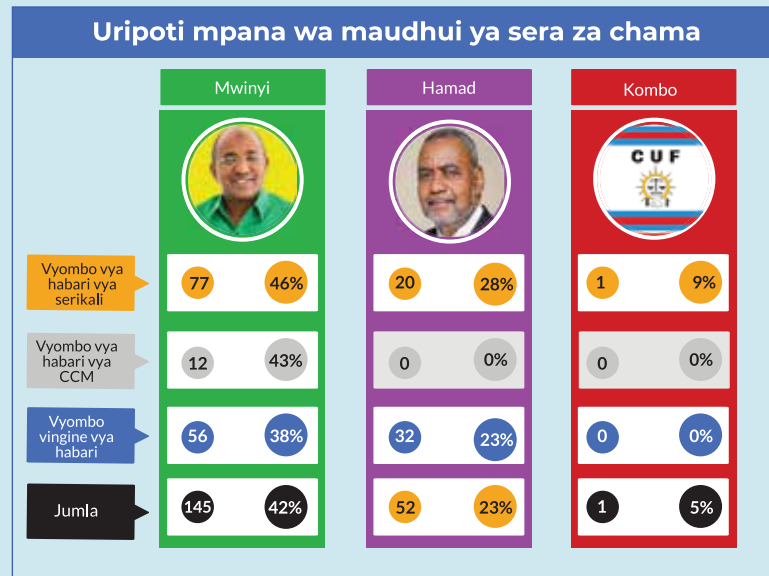 Uripoti mpana wa maudhui ya sera za chama
Mwinyi
Hamad
Kombo
CUF
Vyombo vya
habari vya
serikali
77 46% 20 28% 1 9%
Vyombo vya
habari vya
CCM
12 43% 0 0% 0 0%
Vyombo
vingine vya
habari
56 38% 32 23% 0 0%
Jumla
145 42% 52 23% 1 5%